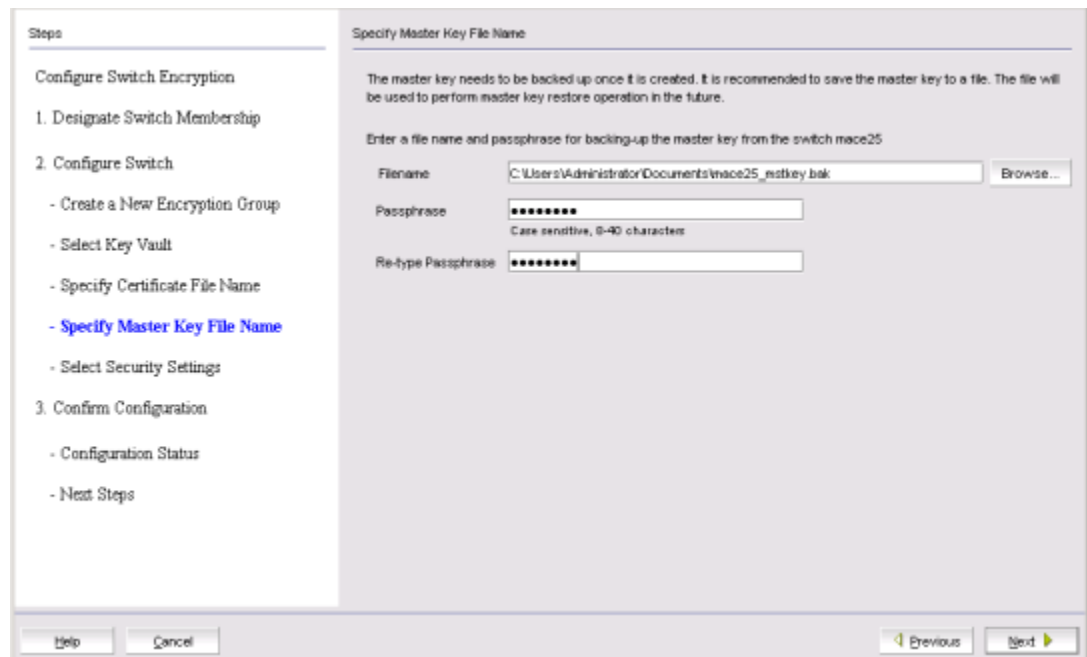 Steps
Configure Switch Encryption
1. Designate Switch Membership
2. Configure Switch
- Create a New Encryption Group
- Select Key Vault
- Specify Certificate File Name
- Specify Master Key File Name
- Select Security Settings
3. Confirm Configuration
- Configuration Status
- Next Steps
Specify Master Key File Name
The master key needs to be backed up once it is created. It is recommended to save the master key to a file. The file will
be used to perform master key restore operation in the future.
Enter a file name and passphrase for backing-up the master key from the switch mace25
Filename C:\Users\Administrator\Documents\mace25_mstkey.bak Browse...
Passphrase ●●●●●●●●
Case sensitive, 8-40 characters
Re-type Passphrase ●●●●●●●●
Help Cancel Previous Next